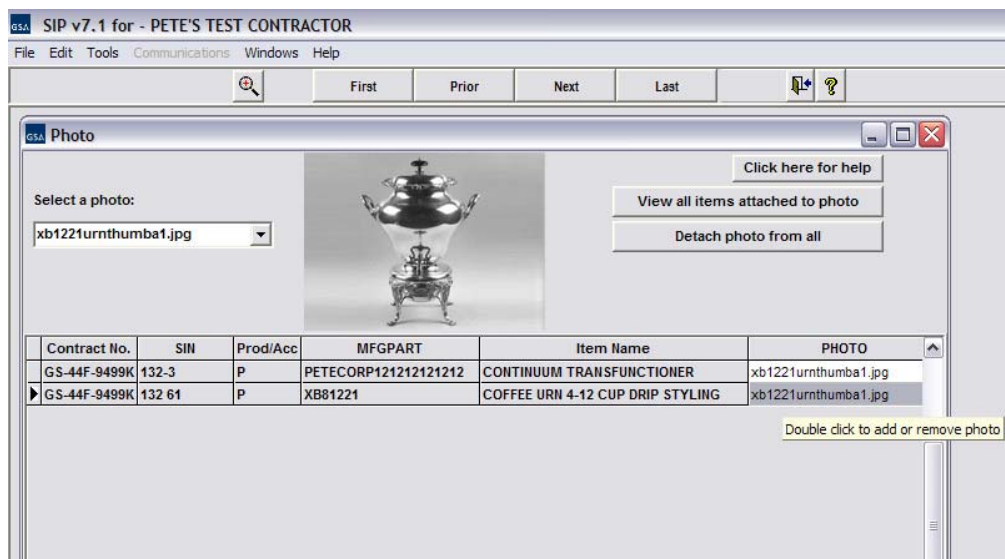 GSA SIP v7.1 for - PETE'S TEST CONTRACTOR
File Edit Tools Communications Windows Help
First Prior Next Last
GSA Photo
Click here for help
Select a photo:
View all items attached to photo
xb1221urnthumba1.jpg
Detach photo from all
Contract No. SIN Prod/Acc MFGPART Item Name PHOTO
GS-44F-9499K 132-3 P PETECORP121212121212 CONTINUUM TRANSFUNCTIONER xb1221urnthumba1.jpg
GS-44F-9499K 132 61 P XB81221 COFFEE URN 4-12 CUP DRIP STYLING xb1221urnthumba1.jpg
Double click to add or remove photo